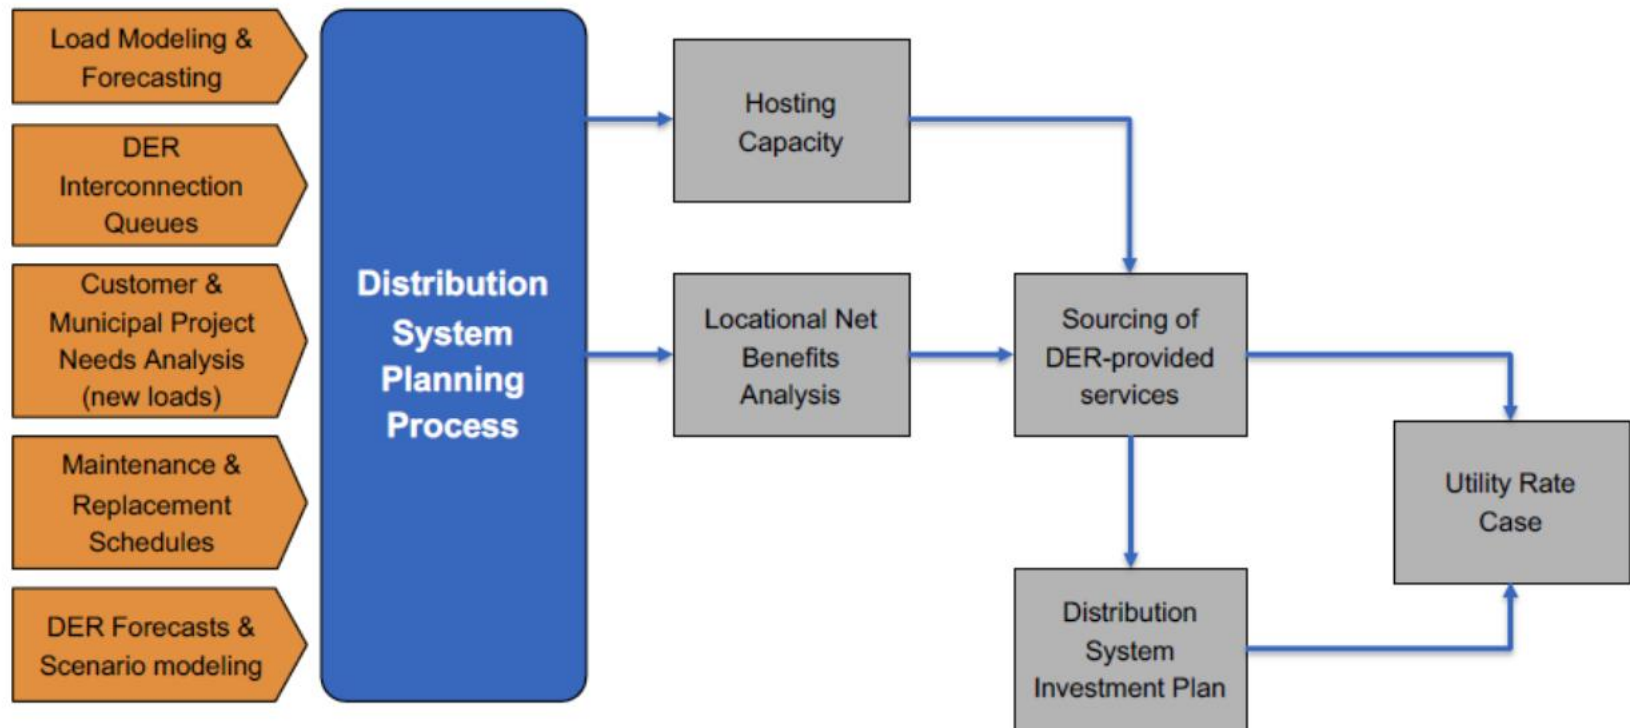 Load Modeling &
Forecasting
DER
Interconnection
Queues
Customer &
Municipal Project
Needs Analysis
(new loads)
Maintenance &
Replacement
Schedules
DER Forecasts &
Scenario modeling
Distribution
System
Planning
Process
Hosting
Capacity
Locational Net
Benefits
Analysis
Sourcing of
DER-provided
services
Distribution
System
Investment Plan
Utility Rate
Case